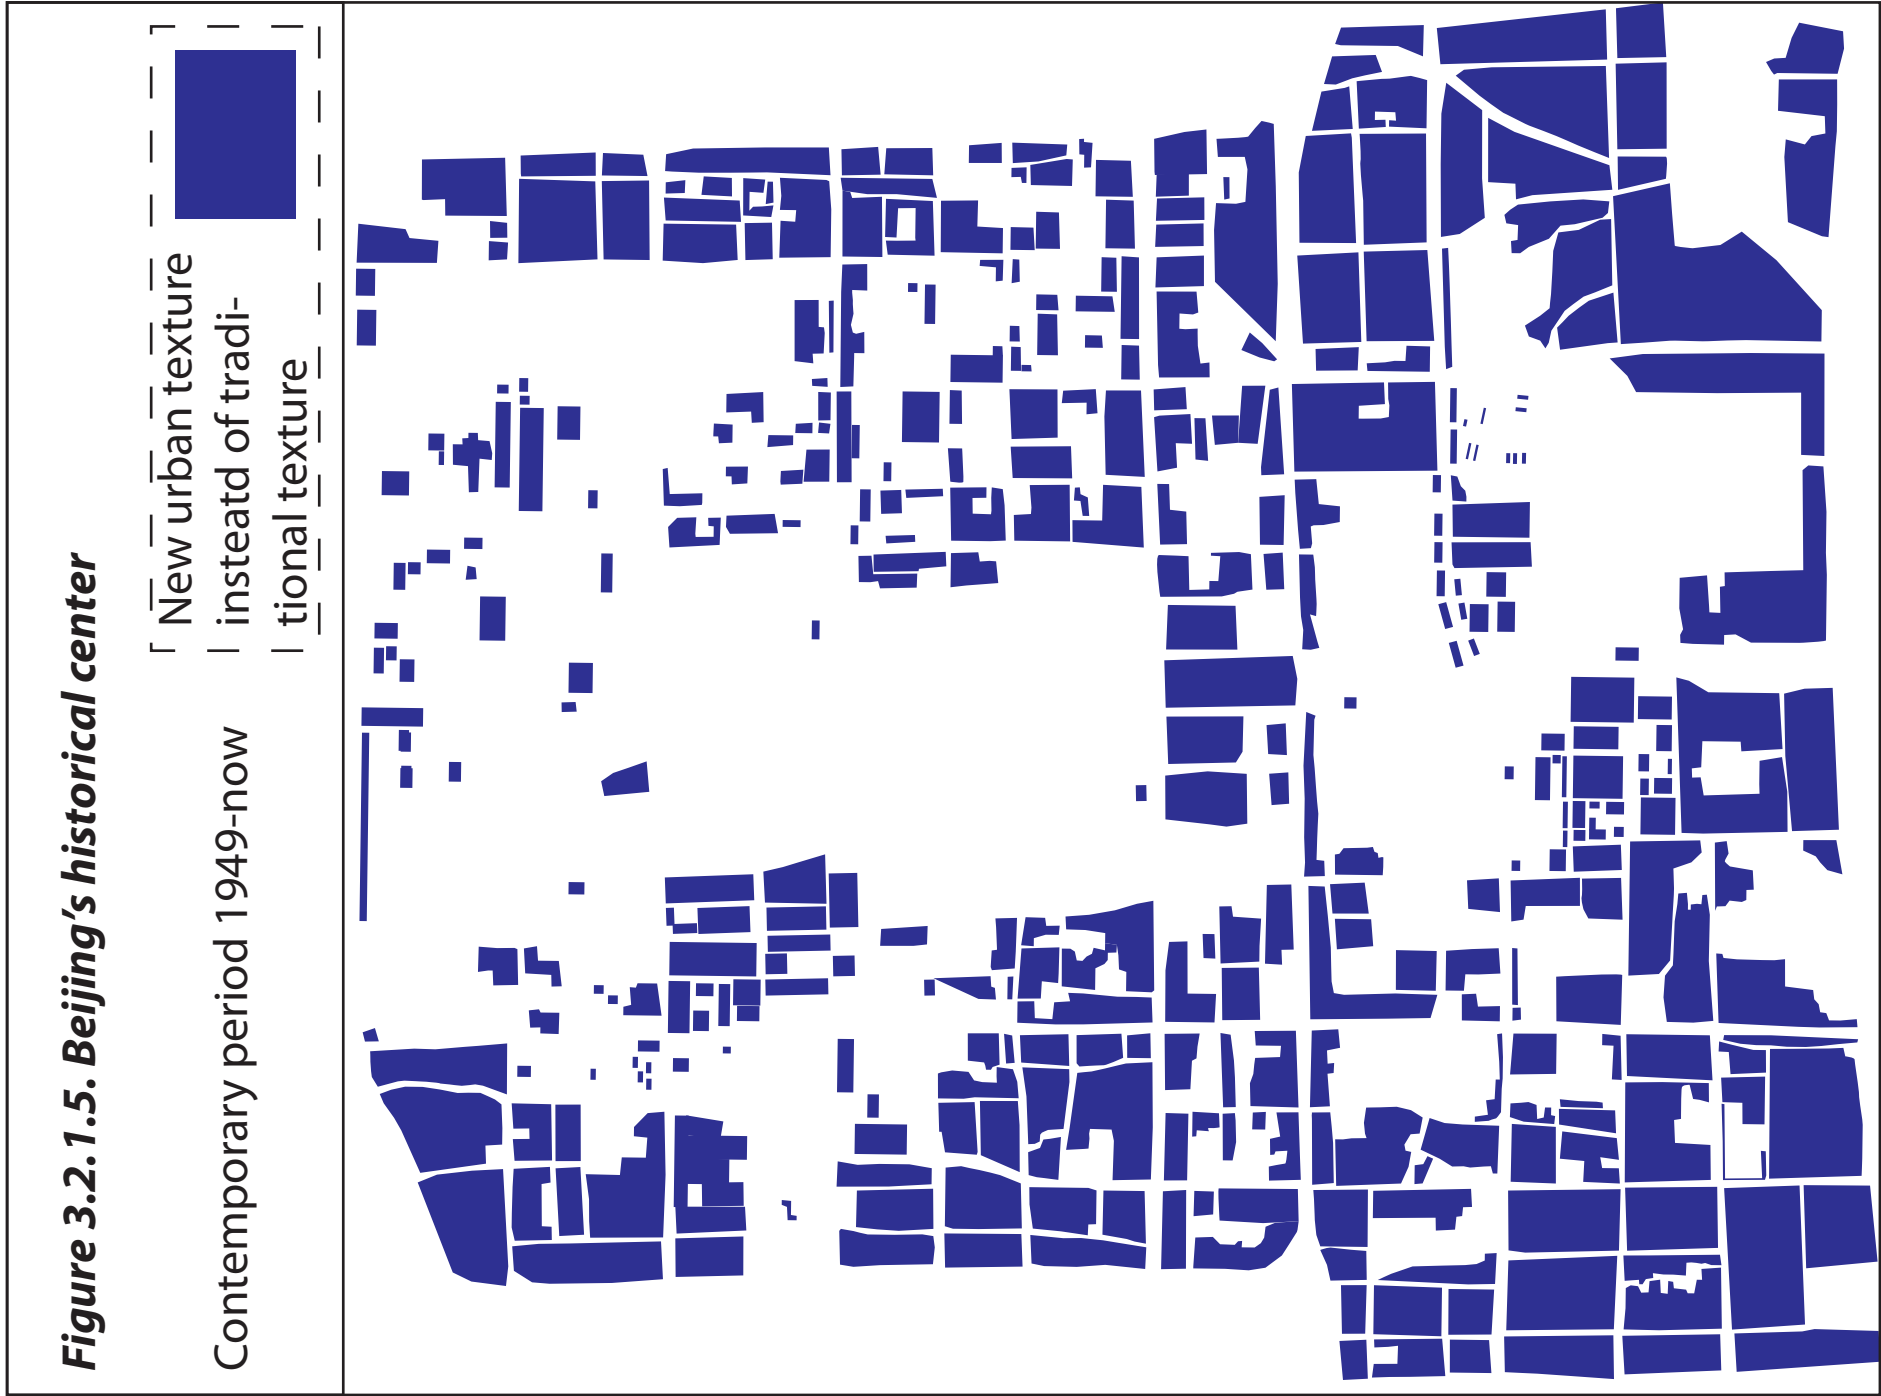 Figure 3.2.1.5. Beijing’s historical center
Contemporary period 1949-now
New urban texture
insteatd of tradi-
tional texture